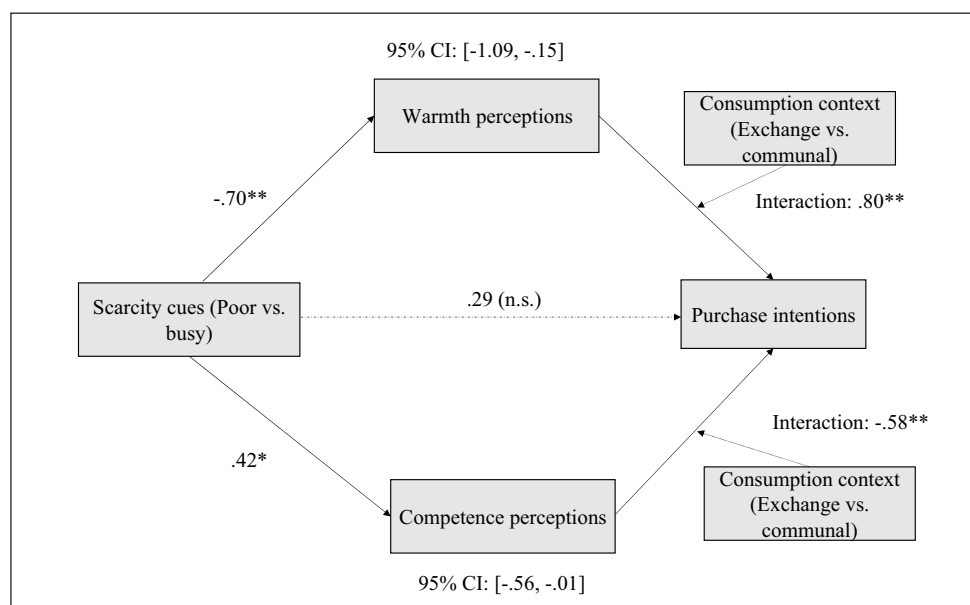 95% CI: [-1.09, -.15]
Warmth perceptions
Consumption context
(Exchange vs.
communal)
-.70**
Interaction: .80**
Scarcity cues (Poor vs.
busy)
.29 (n.s.)
Purchase intentions
.42*
Interaction: -.58**
Competence perceptions
Consumption context
(Exchange vs.
communal)
95% CI: [-.56, -.01]